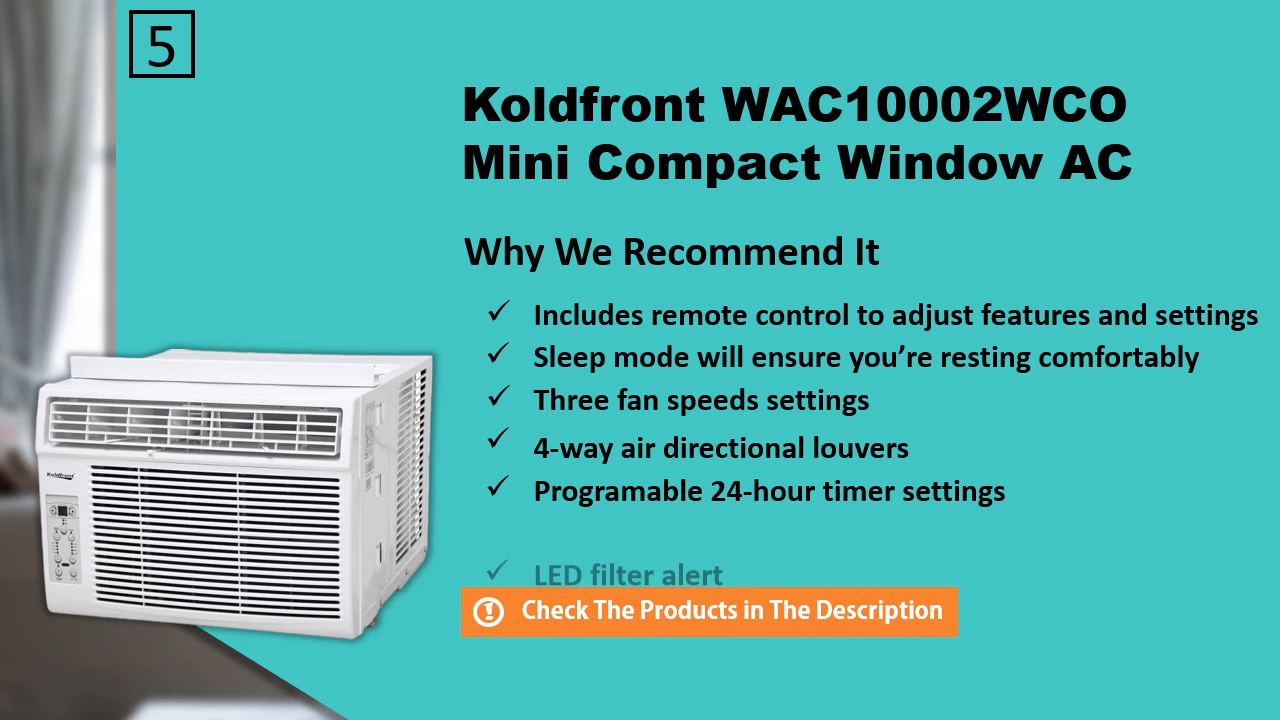 5
Koldfront WAC10002WCO
Mini Compact Window AC
Why We Recommend It
✓ Includes remote control to adjust features and settings
✓ Sleep mode will ensure you’re resting comfortably
✓ Three fan speeds settings
✓ 4-way air directional louvers
✓ Programable 24-hour timer settings
✓ LED filter alert
Check The Products in The Description
Koldfront